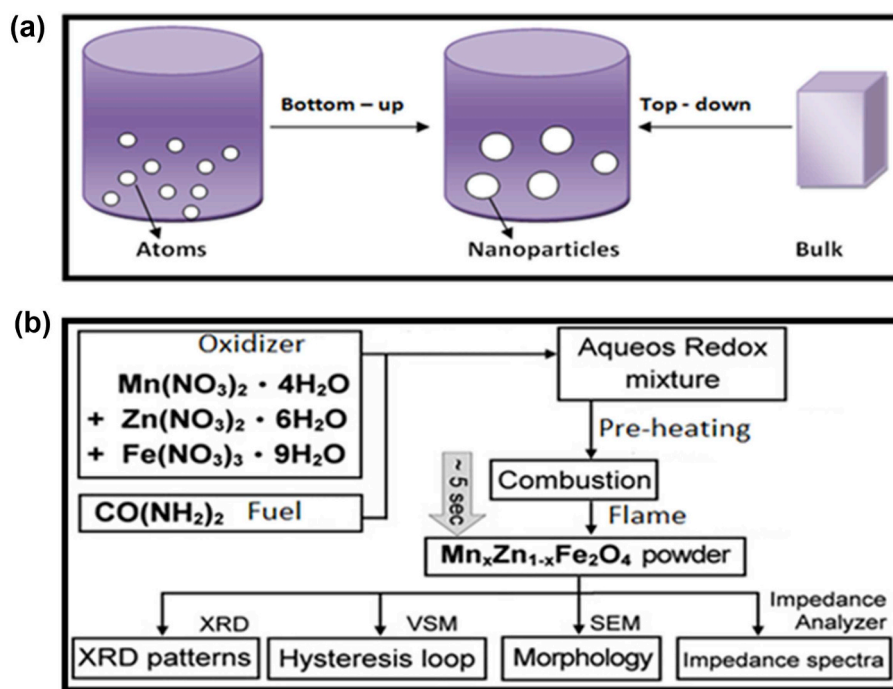 (a)
Bottom – up
Top - down
Atoms
Nanoparticles
Bulk
(b)
Oxidizer
Mn(NO₃)₂ · 4H₂O
+ Zn(NO₃)₂ · 6H₂O
+ Fe(NO₃)₃ · 9H₂O
CO(NH₂)₂ Fuel
Aqueos Redox
mixture
Pre-heating
Combustion
~ 5 sec
Flame
MnₓZn₁₋ₓFe₂O₄ powder
XRD
VSM
SEM
Impedance
Analyzer
XRD patterns
Hysteresis loop
Morphology
Impedance spectra